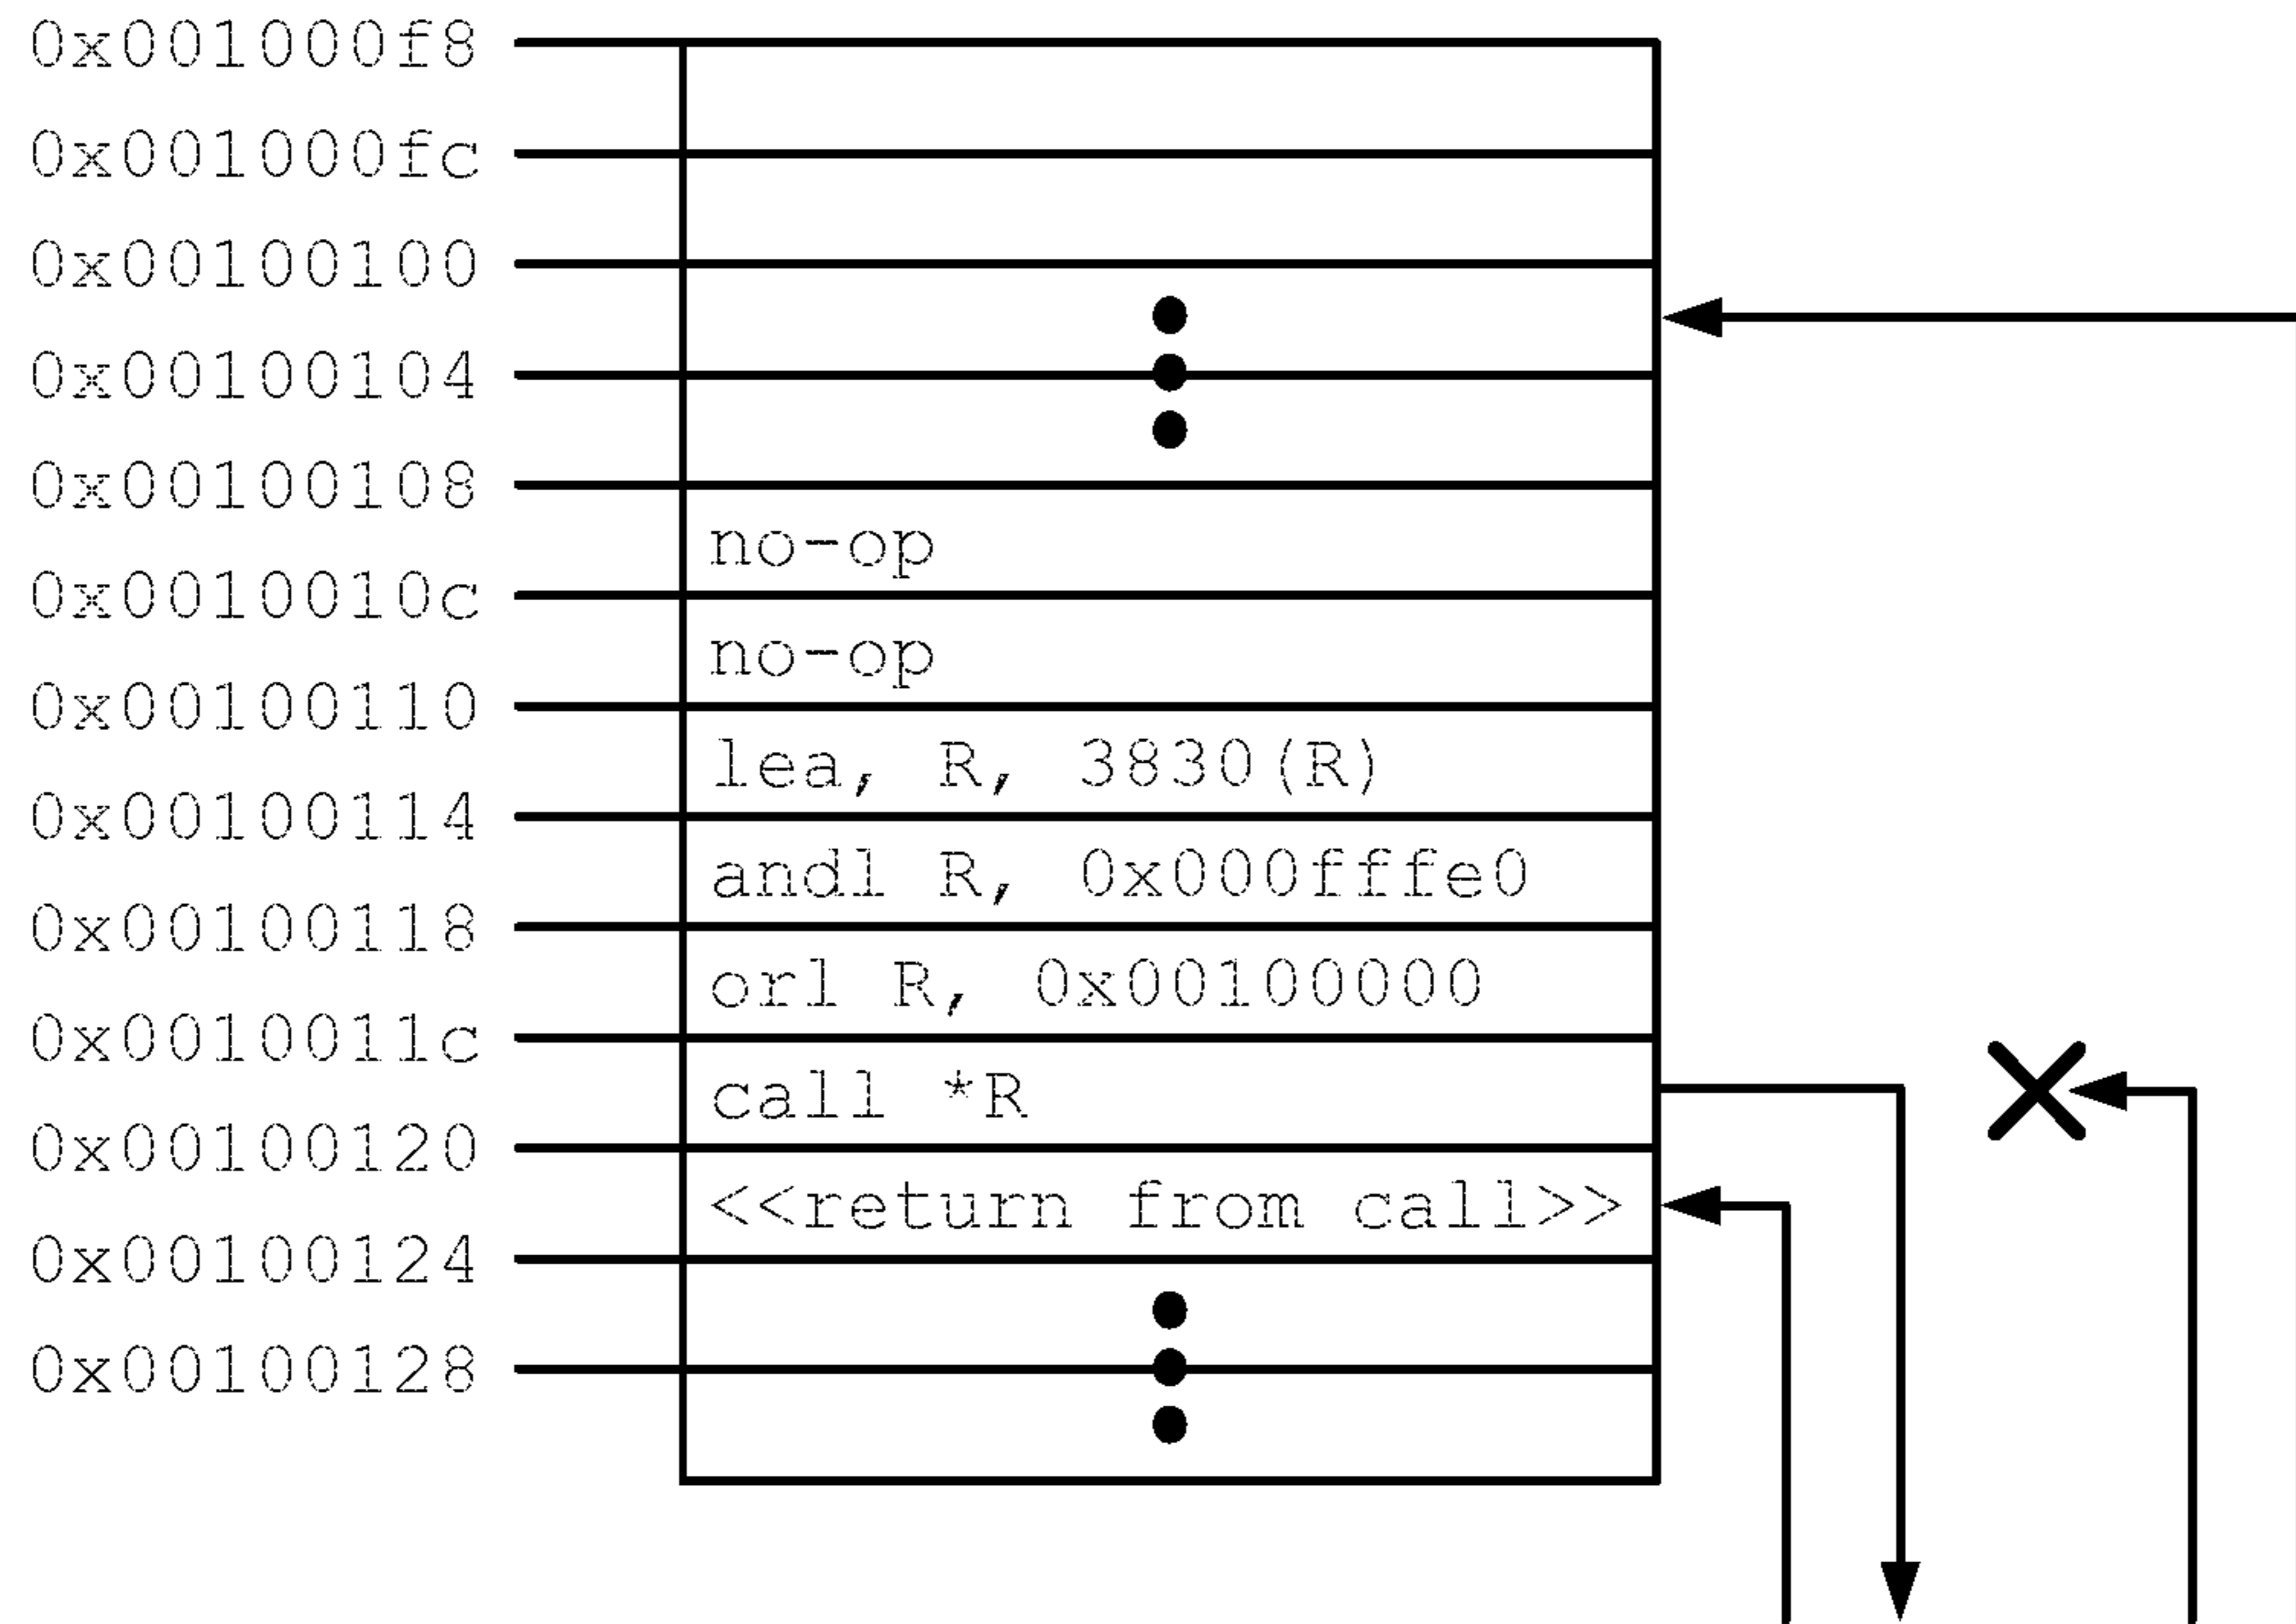 0x001000f8
0x001000fc
0x00100100
0x00100104
0x00100108
no-op
0x0010010c
no-op
0x00100110
lea, R, 3830(R)
0x00100114
andl R, 0x000fffe0
0x00100118
orl R, 0x00100000
0x0010011c
call *R
0x00100120
<<return from call>>
0x00100124
0x00100128